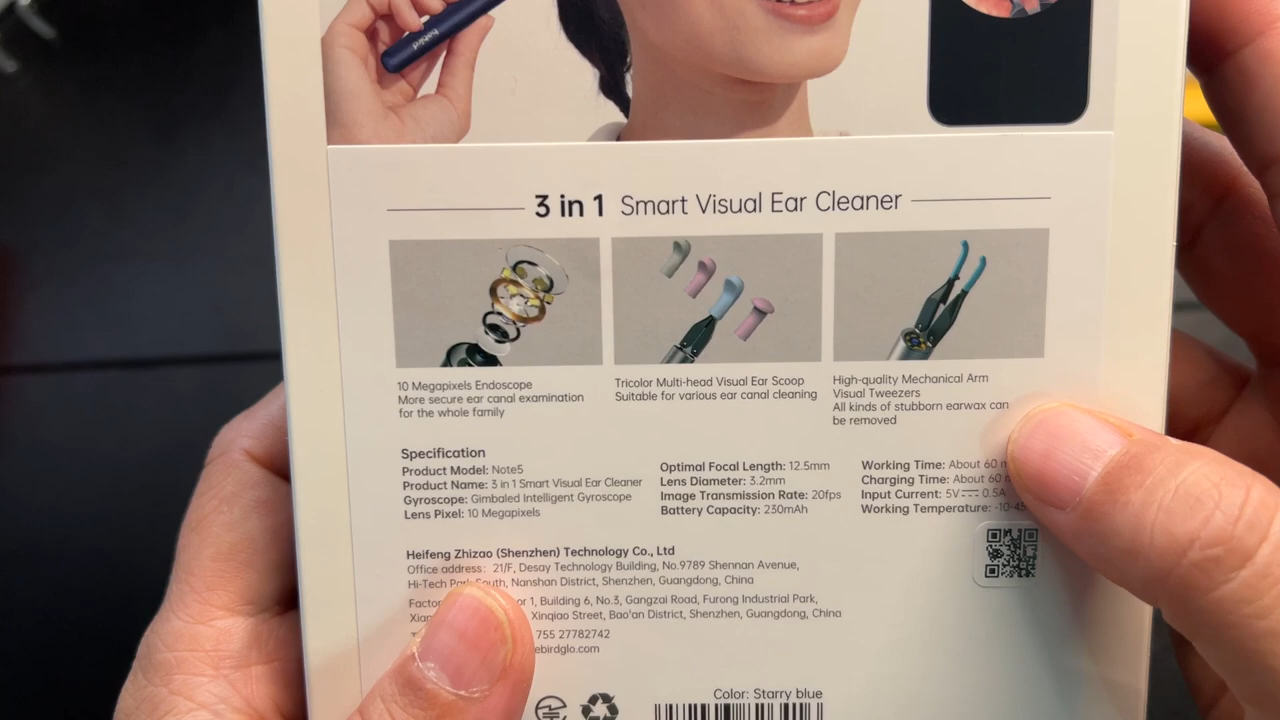 bebird
3 in 1 Smart Visual Ear Cleaner
10 Megapixels Endoscope
More secure ear canal examination
for the whole family
Tricolor Multi-head Visual Ear Scoop
Suitable for various ear canal cleaning
High-quality Mechanical Arm
Visual Tweezers
All kinds of stubborn earwax can
be removed
Specification
Product Model: Note5
Product Name: 3 in 1 Smart Visual Ear Cleaner
Gyroscope: Gimbaled Intelligent Gyroscope
Lens Pixel: 10 Megapixels
Optimal Focal Length: 12.5mm
Lens Diameter: 3.2mm
Image Transmission Rate: 20fps
Battery Capacity: 230mAh
Working Time: About 60
Charging Time: About 60
Input Current: 5V⎓ 0.5A
Working Temperature: -10-45
Heifeng Zhizao (Shenzhen) Technology Co., Ltd
Office address: 21/F, Desay Technology Building, No.9789 Shennan Avenue,
Hi-Tech Park South, Nanshan District, Shenzhen, Guangdong, China
1, Building 6, No.3, Gangzai Road, Furong Industrial Park,
Xinqiao Street, Bao'an District, Shenzhen, Guangdong, China
755 27782742
ebirdglo.com
Color: Starry blue